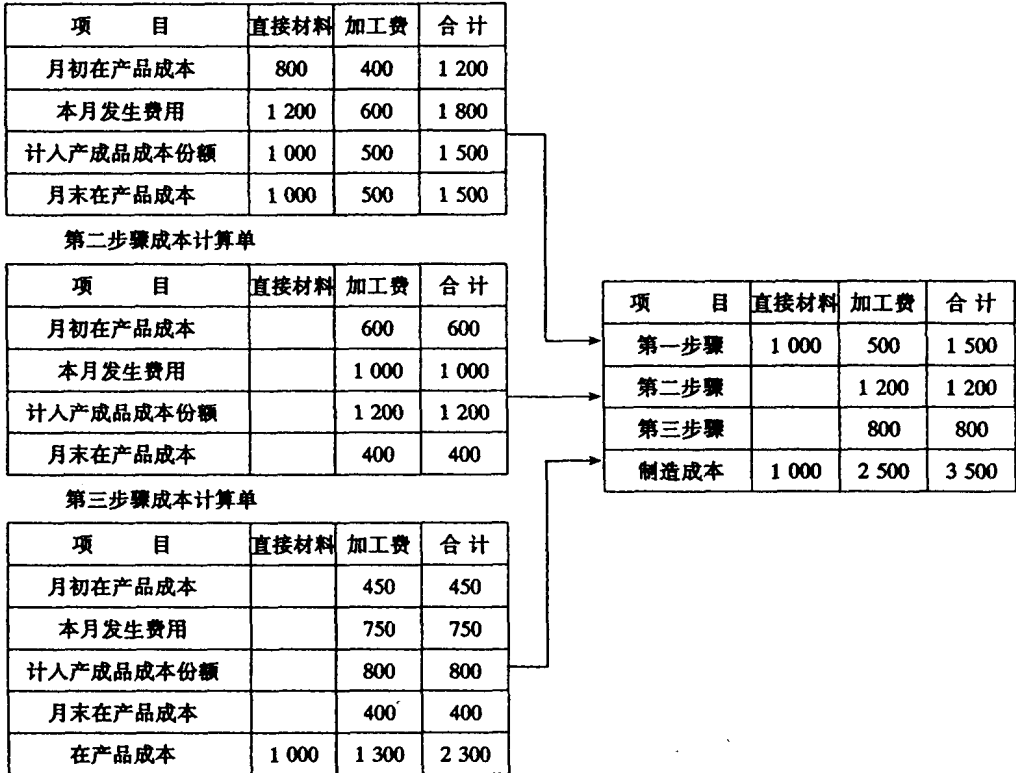 项 目 直接材料 加工费 合计
月初在产品成本 800 400 1 200
本月发生费用 1 200 600 1 800
计入产成品成本份额 1 000 500 1 500
月末在产品成本 1 000 500 1 500
第二步骤成本计算单
项 目 直接材料 加工费 合计
月初在产品成本 600 600
本月发生费用 1 000 1 000
计入产成品成本份额 1 200 1 200
月末在产品成本 400 400
第三步骤成本计算单
项 目 直接材料 加工费 合计
月初在产品成本 450 450
本月发生费用 750 750
计入产成品成本份额 800 800
月末在产品成本 400 400
在产品成本 1 000 1 300 2 300
项 目 直接材料 加工费 合计
第一步骤 1 000 500 1 500
第二步骤 1 200 1 200
第三步骤 800 800
制造成本 1 000 2 500 3 500